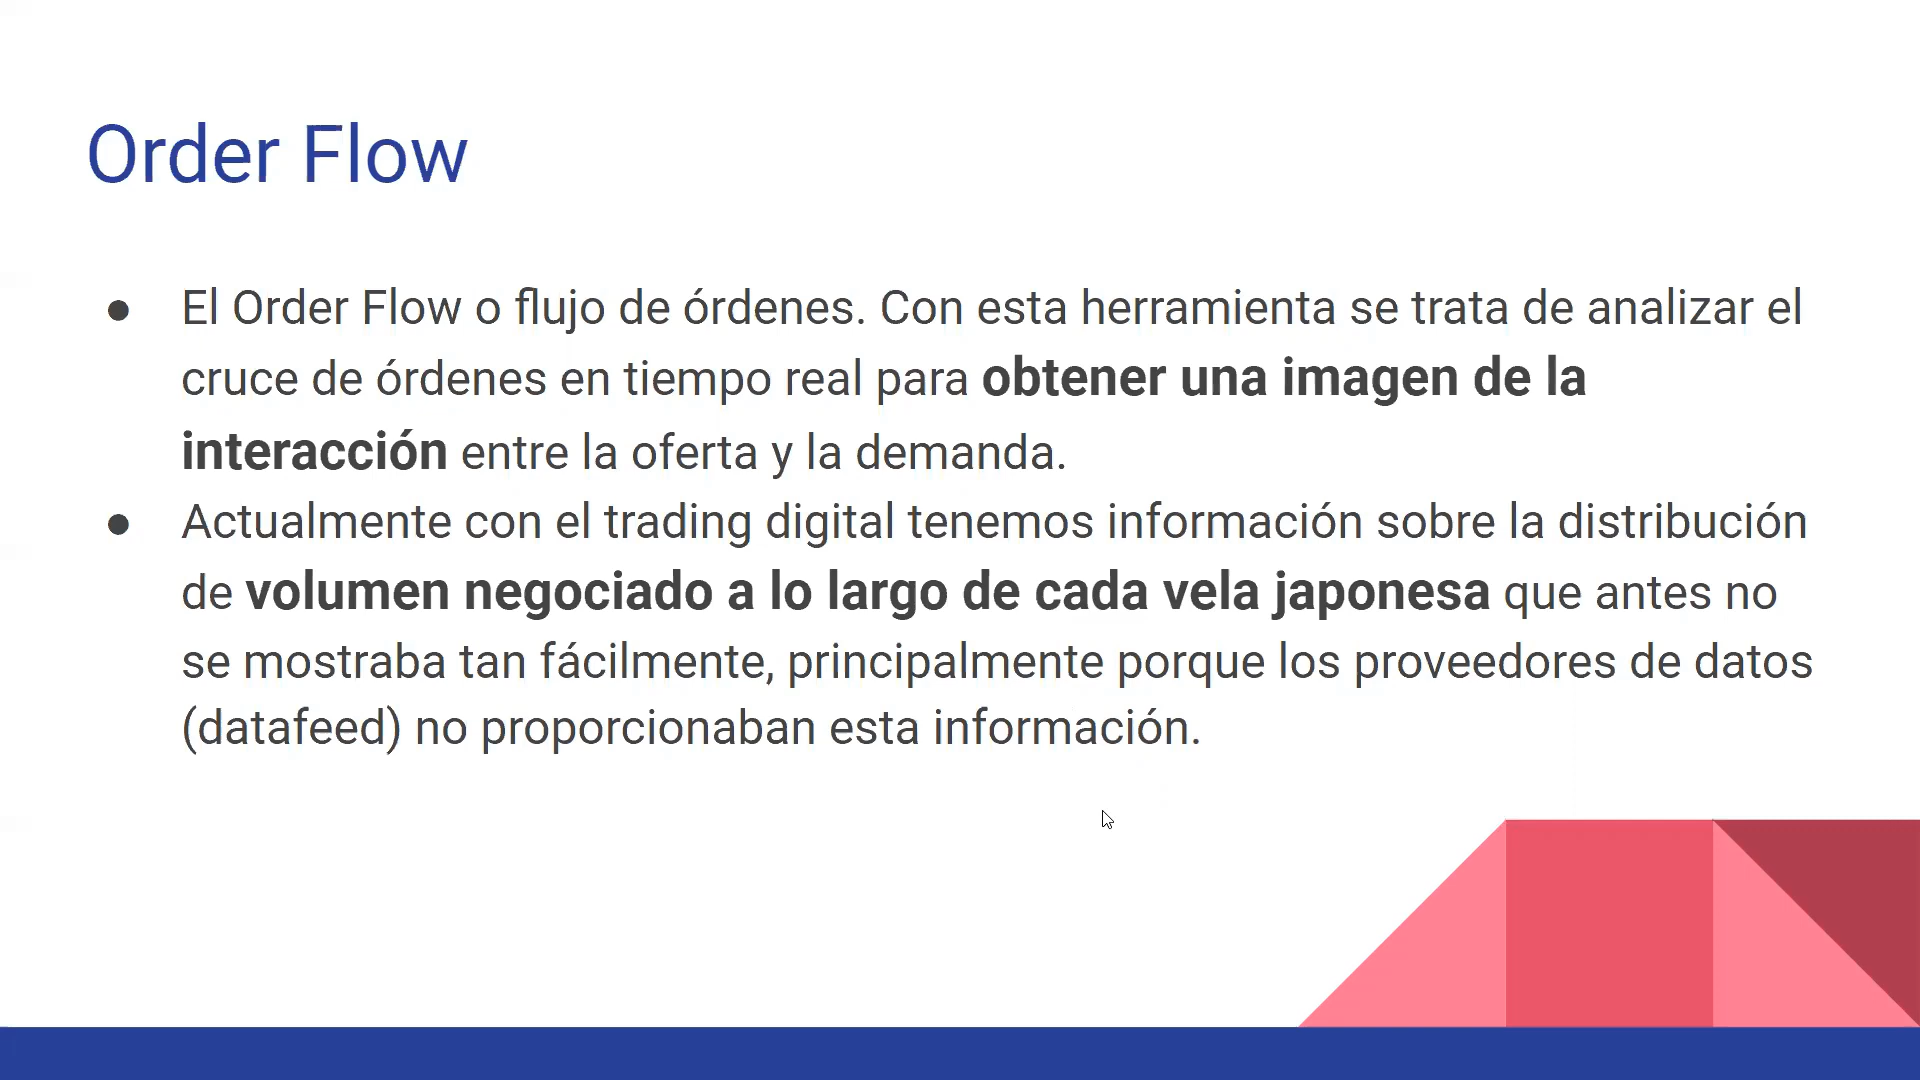 Order Flow
● El Order Flow o flujo de órdenes. Con esta herramienta se trata de analizar el
cruce de órdenes en tiempo real para obtener una imagen de la
interacción entre la oferta y la demanda.
● Actualmente con el trading digital tenemos información sobre la distribución
de volumen negociado a lo largo de cada vela japonesa que antes no
se mostraba tan fácilmente, principalmente porque los proveedores de datos
(datafeed) no proporcionaban esta información.